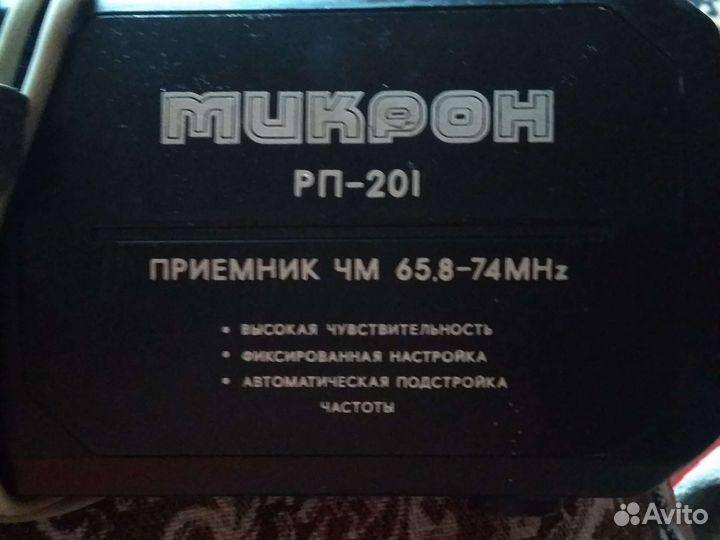 МИКРОН
РП-201
ПРИЕМНИК ЧМ 65,8-74MHz
• ВЫСОКАЯ ЧУВСТВИТЕЛЬНОСТЬ
• ФИКСИРОВАННАЯ НАСТРОЙКА
• АВТОМАТИЧЕСКАЯ ПОДСТРОЙКА
ЧАСТОТЫ
Avito